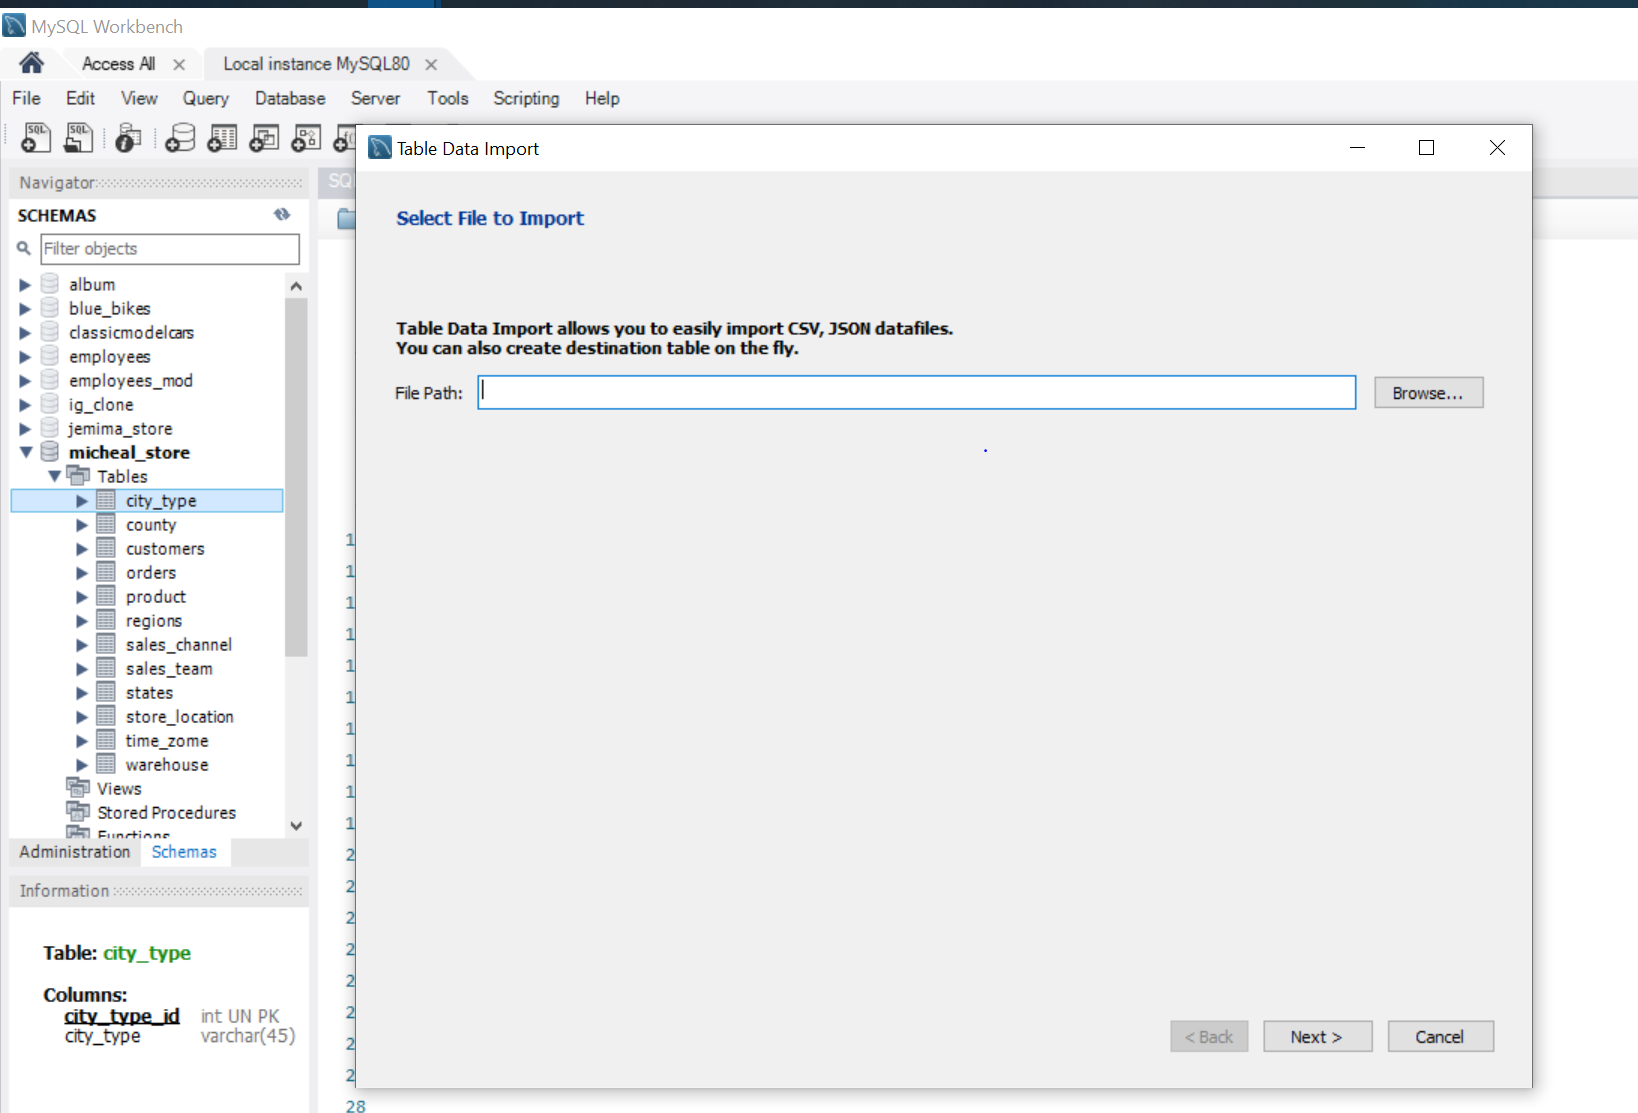 MySQL Workbench
Access All
Local instance MySQL80
File Edit View Query Database Server Tools Scripting Help
SQL SQL
Navigator
SCHEMAS
Filter objects
album
blue_bikes
classicmodelcars
employees
employees_mod
ig_clone
jemima_store
micheal_store
Tables
city_type
county
customers
orders
product
regions
sales_channel
sales_team
states
store_location
time_zome
warehouse
Views
Stored Procedures
Functions
Administration Schemas
Information
Table: city_type
Columns:
city_type_id int UN PK
city_type varchar(45)
SQ
1
1
1
1
1
1
1
1
1
1
2
2
2
2
2
2
2
2
28
Table Data Import
Select File to Import
Table Data Import allows you to easily import CSV, JSON datafiles.
You can also create destination table on the fly.
File Path:
Browse...
< Back Next > Cancel